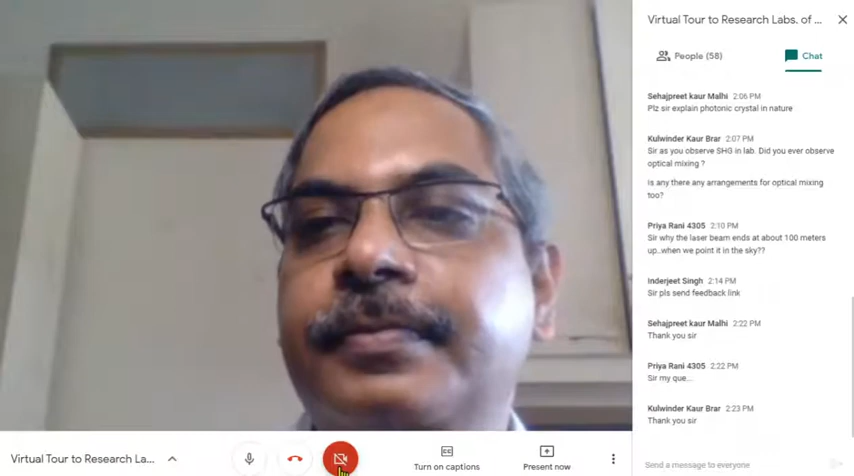 Virtual Tour to Research Labs. of ...
People (58)
Chat
Sehajpreet Kaur Malhi 2:06 PM
Plz sir explain photonic crystal in nature
Kulwinder Kaur Brar 2:07 PM
Sir as you observe SHG in lab. Did you ever observe
optical mixing ?
Is any there any arrangements for optical mixing
too?
Priya Rani 4305 2:10 PM
Sir why the laser beam ends at about 100 meters
up..when we point it in the sky??
Inderjeet Singh 2:14 PM
Sir pls send feedback link
Sehajpreet Kaur Malhi 2:22 PM
Thank you sir
Priya Rani 4305 2:22 PM
Sir my que...
Kulwinder Kaur Brar 2:23 PM
Thank you sir
Send a message to everyone
Virtual Tour to Research La...
Turn on captions
Present now